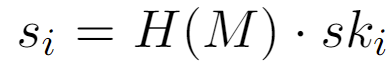 s_i = H(M) · sk_i